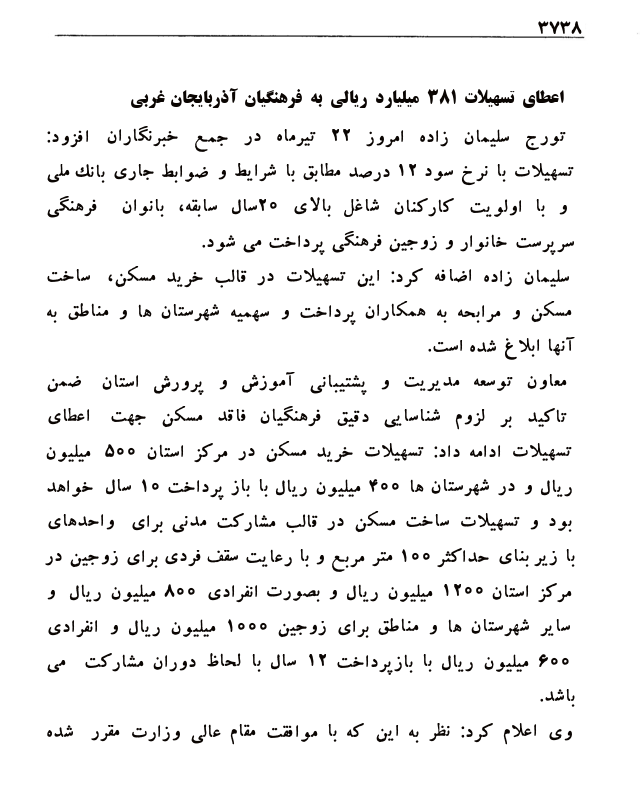 ۳۷۳۸
اعطای تسهیلات ۳۸۱ میلیارد ریالی به فرهنگیان آذربایجان غربی
تورج سلیمان زاده امروز ۲۲ تیرماه در جمع خبرنگاران افزود:
تسهیلات با نرخ سود ۱۲ درصد مطابق با شرایط و ضوابط جاری بانك ملی
و با اولویت کارکنان شاغل بالای ۲۰سال سابقه، بانوان فرهنگی
سرپرست خانوار و زوجین فرهنگی پرداخت می شود.
سلیمان زاده اضافه کرد: این تسهیلات در قالب خرید مسکن، ساخت
مسکن و مرابحه به همکاران پرداخت و سهمیه شهرستان ها و مناطق به
آنها ابلاغ شده است.
معاون توسعه مدیریت و پشتیبانی آموزش و پرورش استان ضمن
تاکید بر لزوم شناسایی دقیق فرهنگیان فاقد مسکن جهت اعطای
تسهیلات ادامه داد: تسهیلات خرید مسکن در مرکز استان ۵۰۰ میلیون
ریال و در شهرستان ها ۴۰۰ میلیون ریال با باز پرداخت ۱۰ سال خواهد
بود و تسهیلات ساخت مسکن در قالب مشارکت مدنی برای واحدهای
با زیر بنای حداکثر ۱۰۰ متر مربع و با رعایت سقف فردی برای زوجین در
مرکز استان ۱۲۰۰ میلیون ریال و بصورت انفرادی ۸۰۰ میلیون ریال و
سایر شهرستان ها و مناطق برای زوجین ۱۰۰۰ میلیون ریال و انفرادی
۶۰۰ میلیون ریال با بازپرداخت ۱۲ سال با لحاظ دوران مشارکت می
باشد.
وی اعلام کرد: نظر به این که با موافقت مقام عالی وزارت مقرر شده